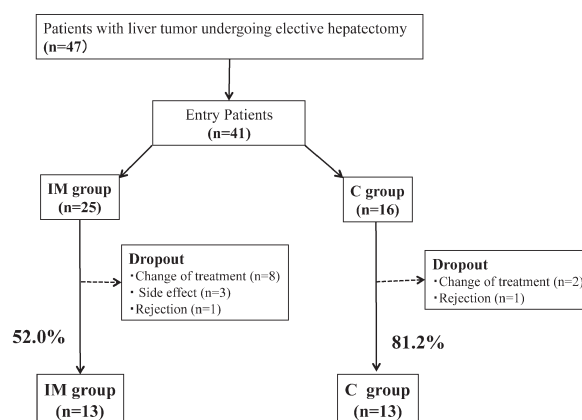 Patients with liver tumor undergoing elective hepatectomy
(n=47)
Entry Patients
(n=41)
IM group
(n=25)
C group
(n=16)
Dropout
・Change of treatment (n=8)
・Side effect (n=3)
・Rejection (n=1)
Dropout
・Change of treatment (n=2)
・Rejection (n=1)
52.0%
81.2%
IM group
(n=13)
C group
(n=13)